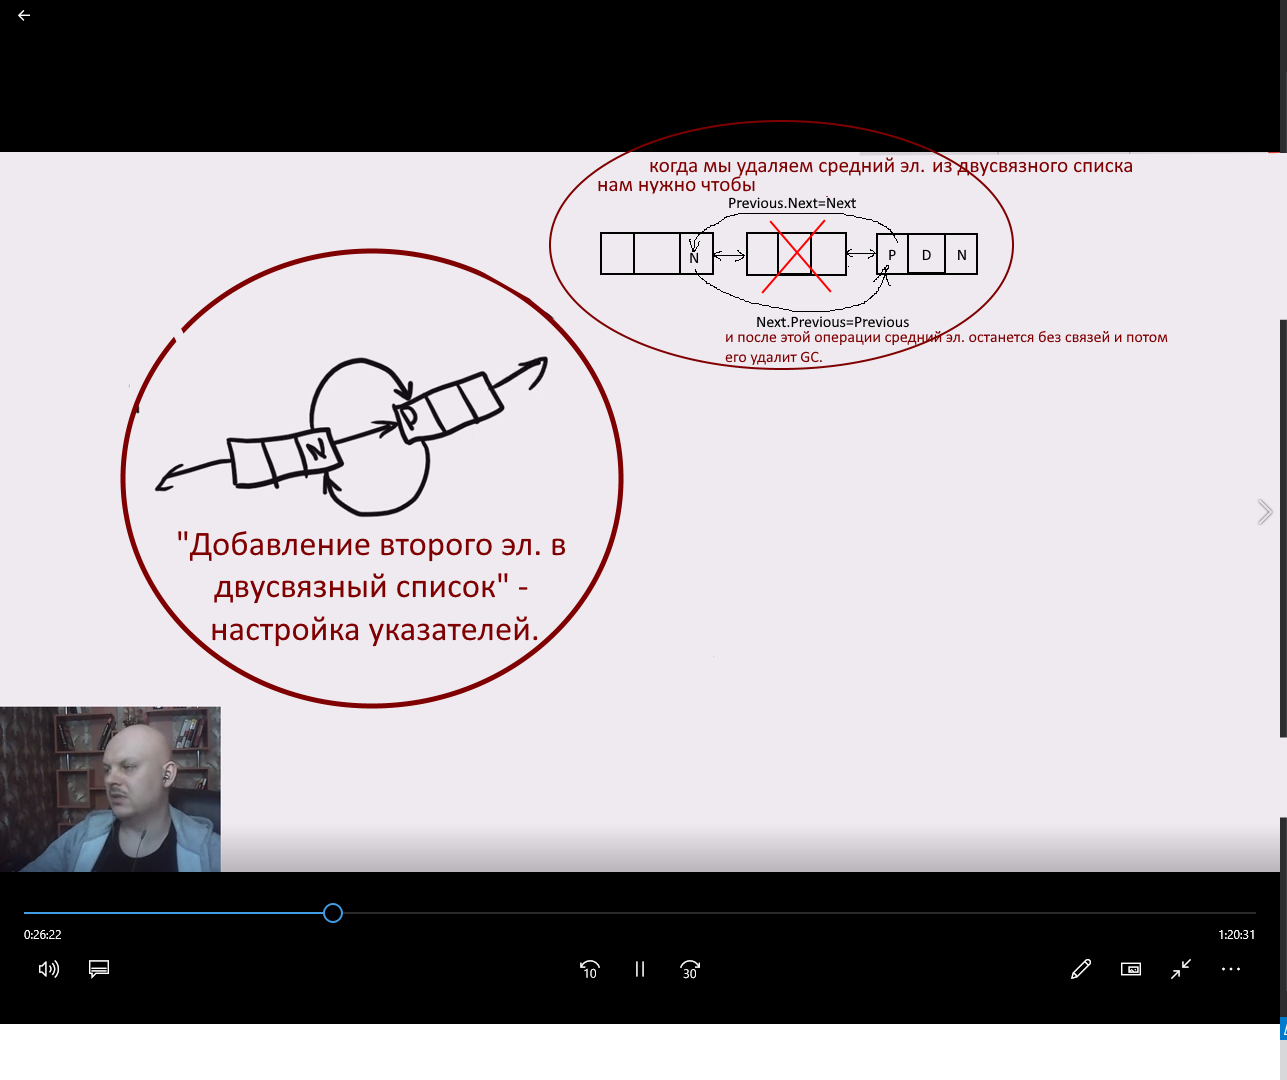 когда мы удаляем средний эл. из двусвязного списка
нам нужно чтобы
Previous.Next=Next
N
P D N
Next.Previous=Previous
и после этой операции средний эл. останется без связей и потом
его удалит GC.
N
P
"Добавление второго эл. в
двусвязный список" -
настройка указателей.
0:26:22
1:20:31
10
30